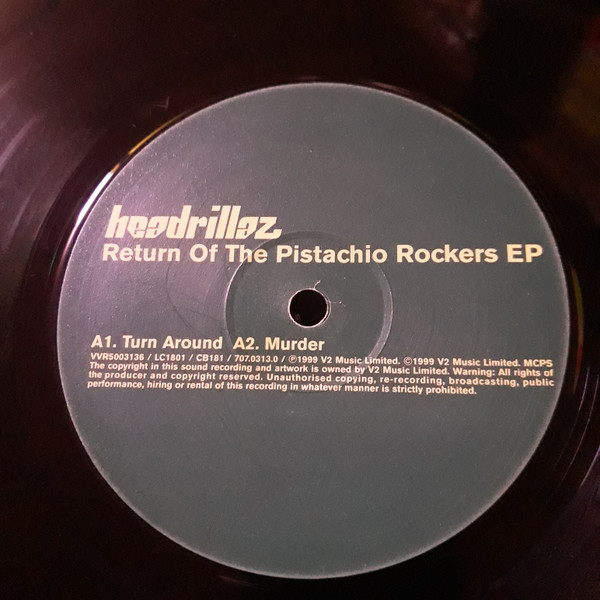 headrillaz
Return Of The Pistachio Rockers EP
A1. Turn Around A2. Murder
VVR5003136 / LC1801 / CB181 / 707.0313.0 / ℗1999 V2 Music Limited. ©1999 V2 Music Limited. MCPS
The copyright in this sound recording and artwork is owned by V2 Music Limited. Warning: All rights of
the producer and copyright reserved. Unauthorised copying, re-recording, broadcasting, public
performance, hiring or rental of this recording in whatever manner is strictly prohibited.